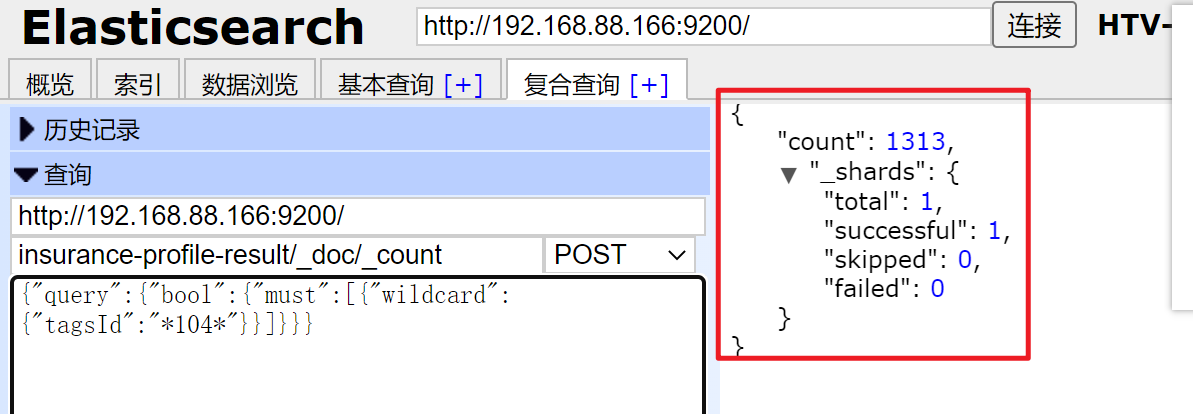 Elasticsearch
http://192.168.88.166:9200/
连接
HTV-
概览
索引
数据浏览
基本查询 [+]
复合查询 [+]
历史记录
查询
http://192.168.88.166:9200/
insurance-profile-result/_doc/_count
POST
{"query":{"bool":{"must":[{"wildcard":
{"tagsId":"*104*"}}]}}}
{
"count": 1313,
▼ "_shards": {
"total": 1,
"successful": 1,
"skipped": 0,
"failed": 0
}
}